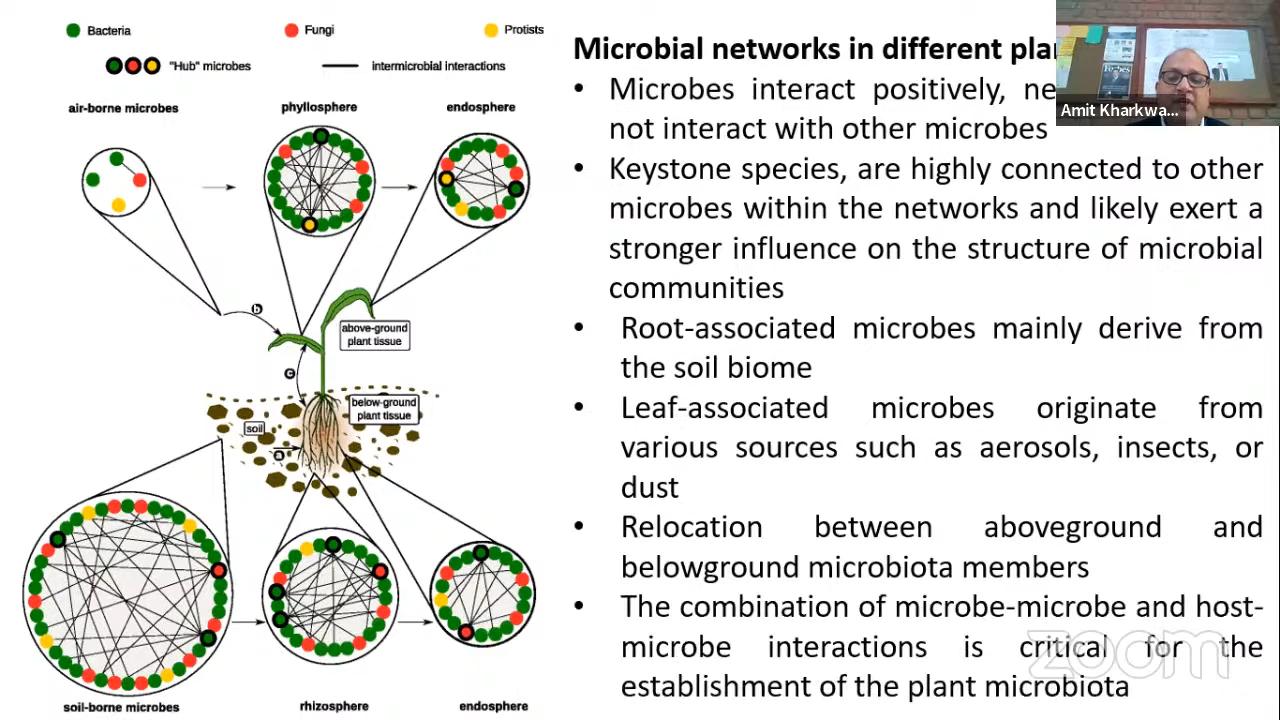 Bacteria
Fungi
Protists
"Hub" microbes
intermicrobial interactions
air-borne microbes
phyllosphere
endosphere
b
above-ground
plant tissue
c
below-ground
plant tissue
soil
a
soil-borne microbes
rhizosphere
endosphere
Microbial networks in different
Microbes interact positively,
not interact with other microbes
• Keystone species, are highly connected to other
microbes within the networks and likely exert a
stronger influence on the structure of microbial
communities
• Root-associated microbes mainly derive from
the soil biome
• Leaf-associated microbes originate from
various sources such as aerosols, insects, or
dust
• Relocation between aboveground and
belowground microbiota members
• The combination of microbe-microbe and host-
microbe interactions is critical for the
establishment of the plant microbiota
Forbes
Amit Kharkwa...
zoom